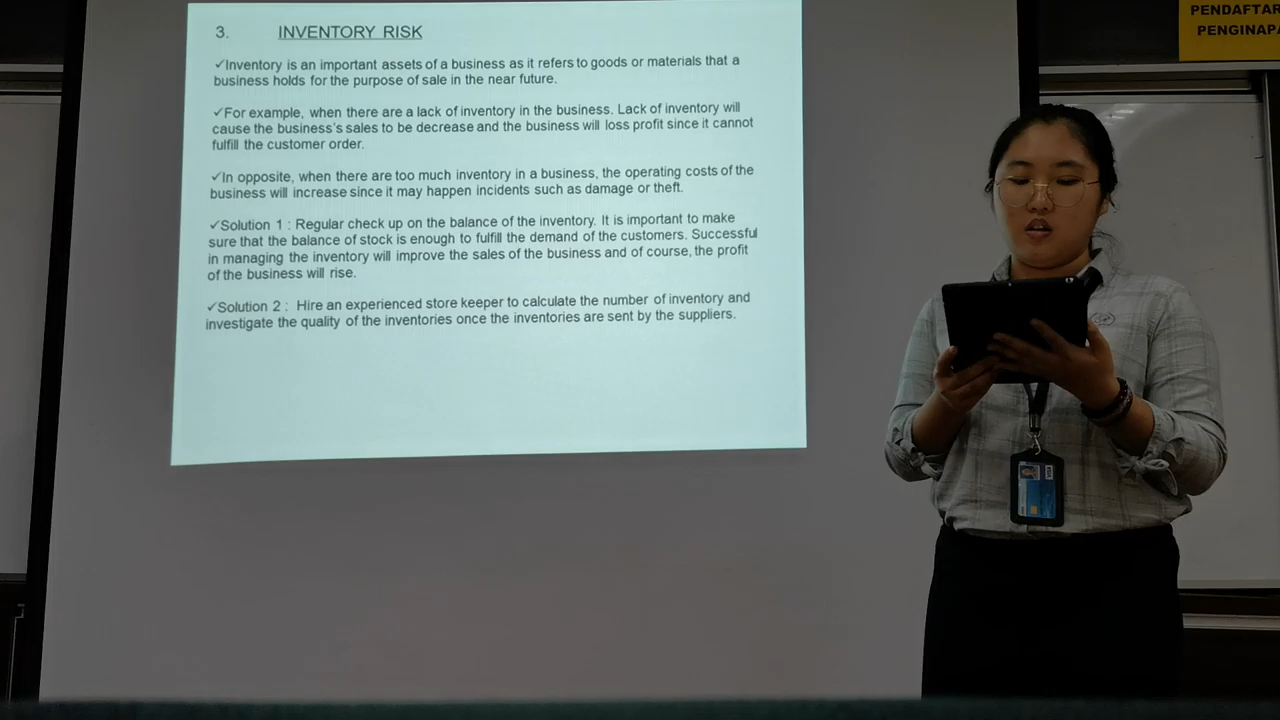 3. INVENTORY RISK
✓Inventory is an important assets of a business as it refers to goods or materials that a
business holds for the purpose of sale in the near future.
✓For example, when there are a lack of inventory in the business. Lack of inventory will
cause the business's sales to be decrease and the business will loss profit since it cannot
fulfill the customer order.
✓In opposite, when there are too much inventory in a business, the operating costs of the
business will increase since it may happen incidents such as damage or theft.
✓Solution 1 : Regular check up on the balance of the inventory. It is important to make
sure that the balance of stock is enough to fulfill the demand of the customers. Successful
in managing the inventory will improve the sales of the business and of course, the profit
of the business will rise.
✓Solution 2 : Hire an experienced store keeper to calculate the number of inventory and
investigate the quality of the inventories once the inventories are sent by the suppliers.
PENDAFTAR
PENGINAPA